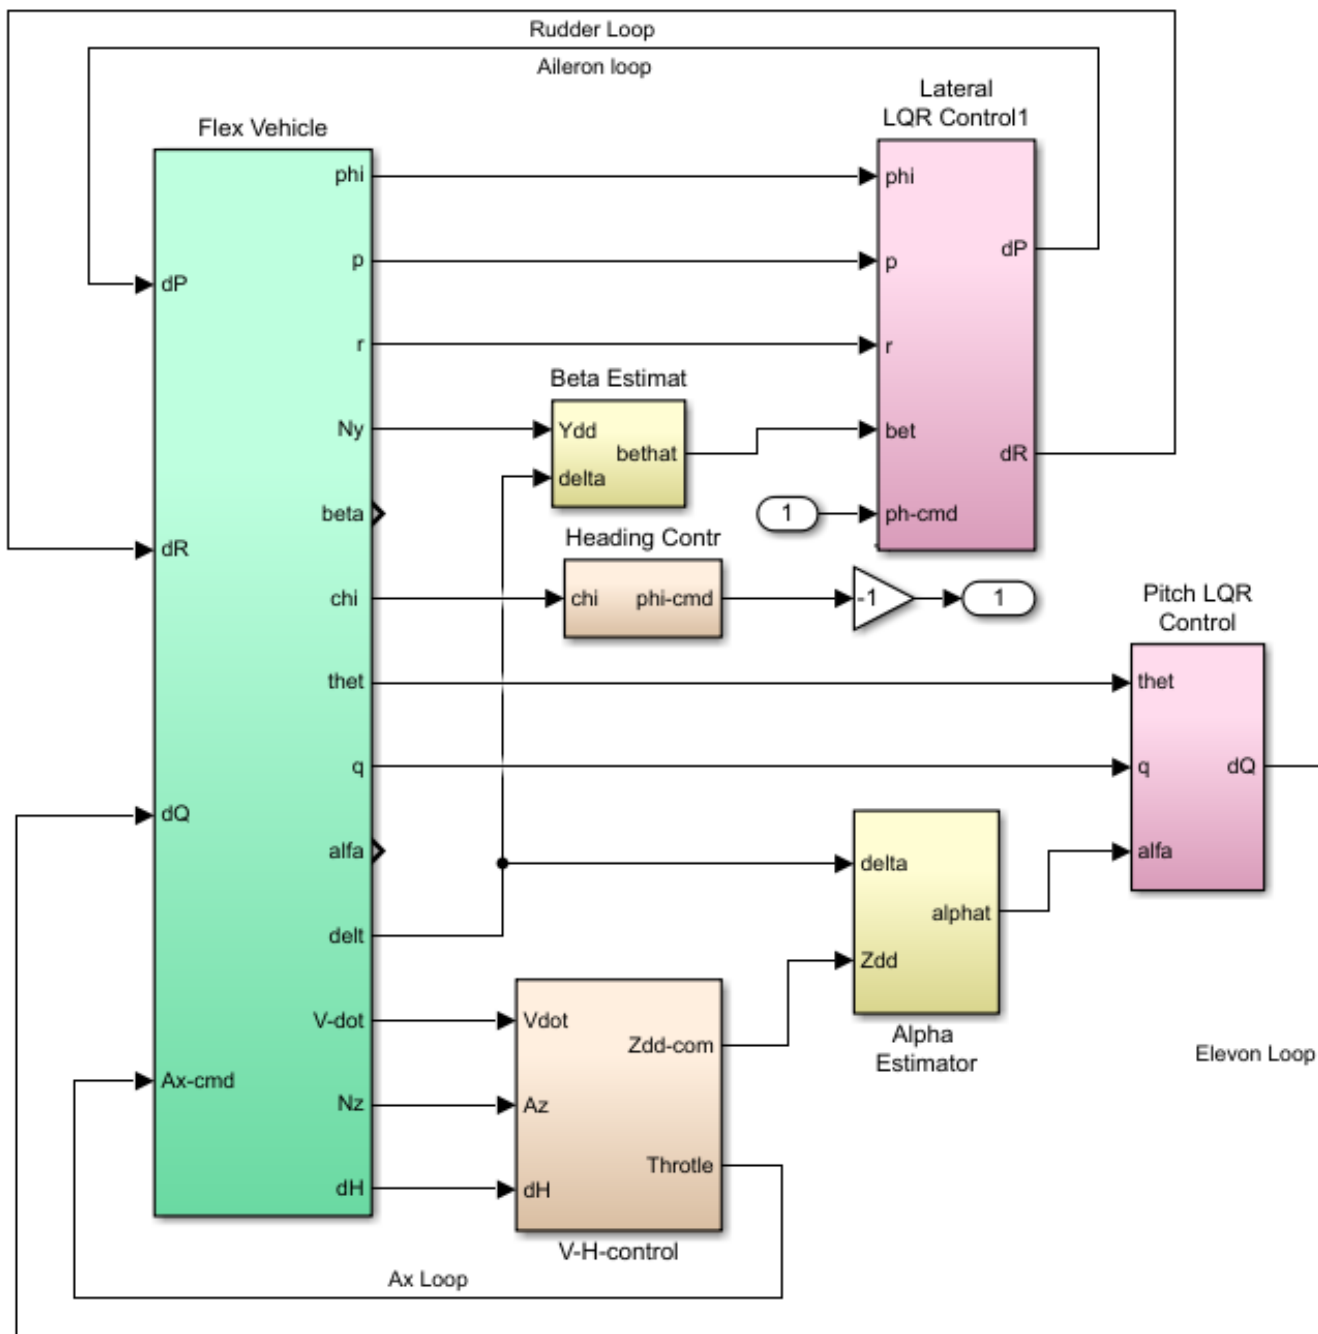 Rudder Loop
Aileron loop
Flex Vehicle
Lateral
LQR Control1
phi
p
r
Ny
beta
chi
thet
q
alfa
delt
V-dot
Nz
dH
dP
dR
dQ
Ax-cmd
phi
p
r
bet
ph-cmd
dP
dR
Beta Estimat
Ydd
delta
bethat
1
Heading Contr
chi
phi-cmd
-1
1
Pitch LQR
Control
thet
q
alfa
dQ
delta
Zdd
alphat
Alpha
Estimator
Elevon Loop
Vdot
Az
dH
Zdd-com
Throtle
V-H-control
Ax Loop